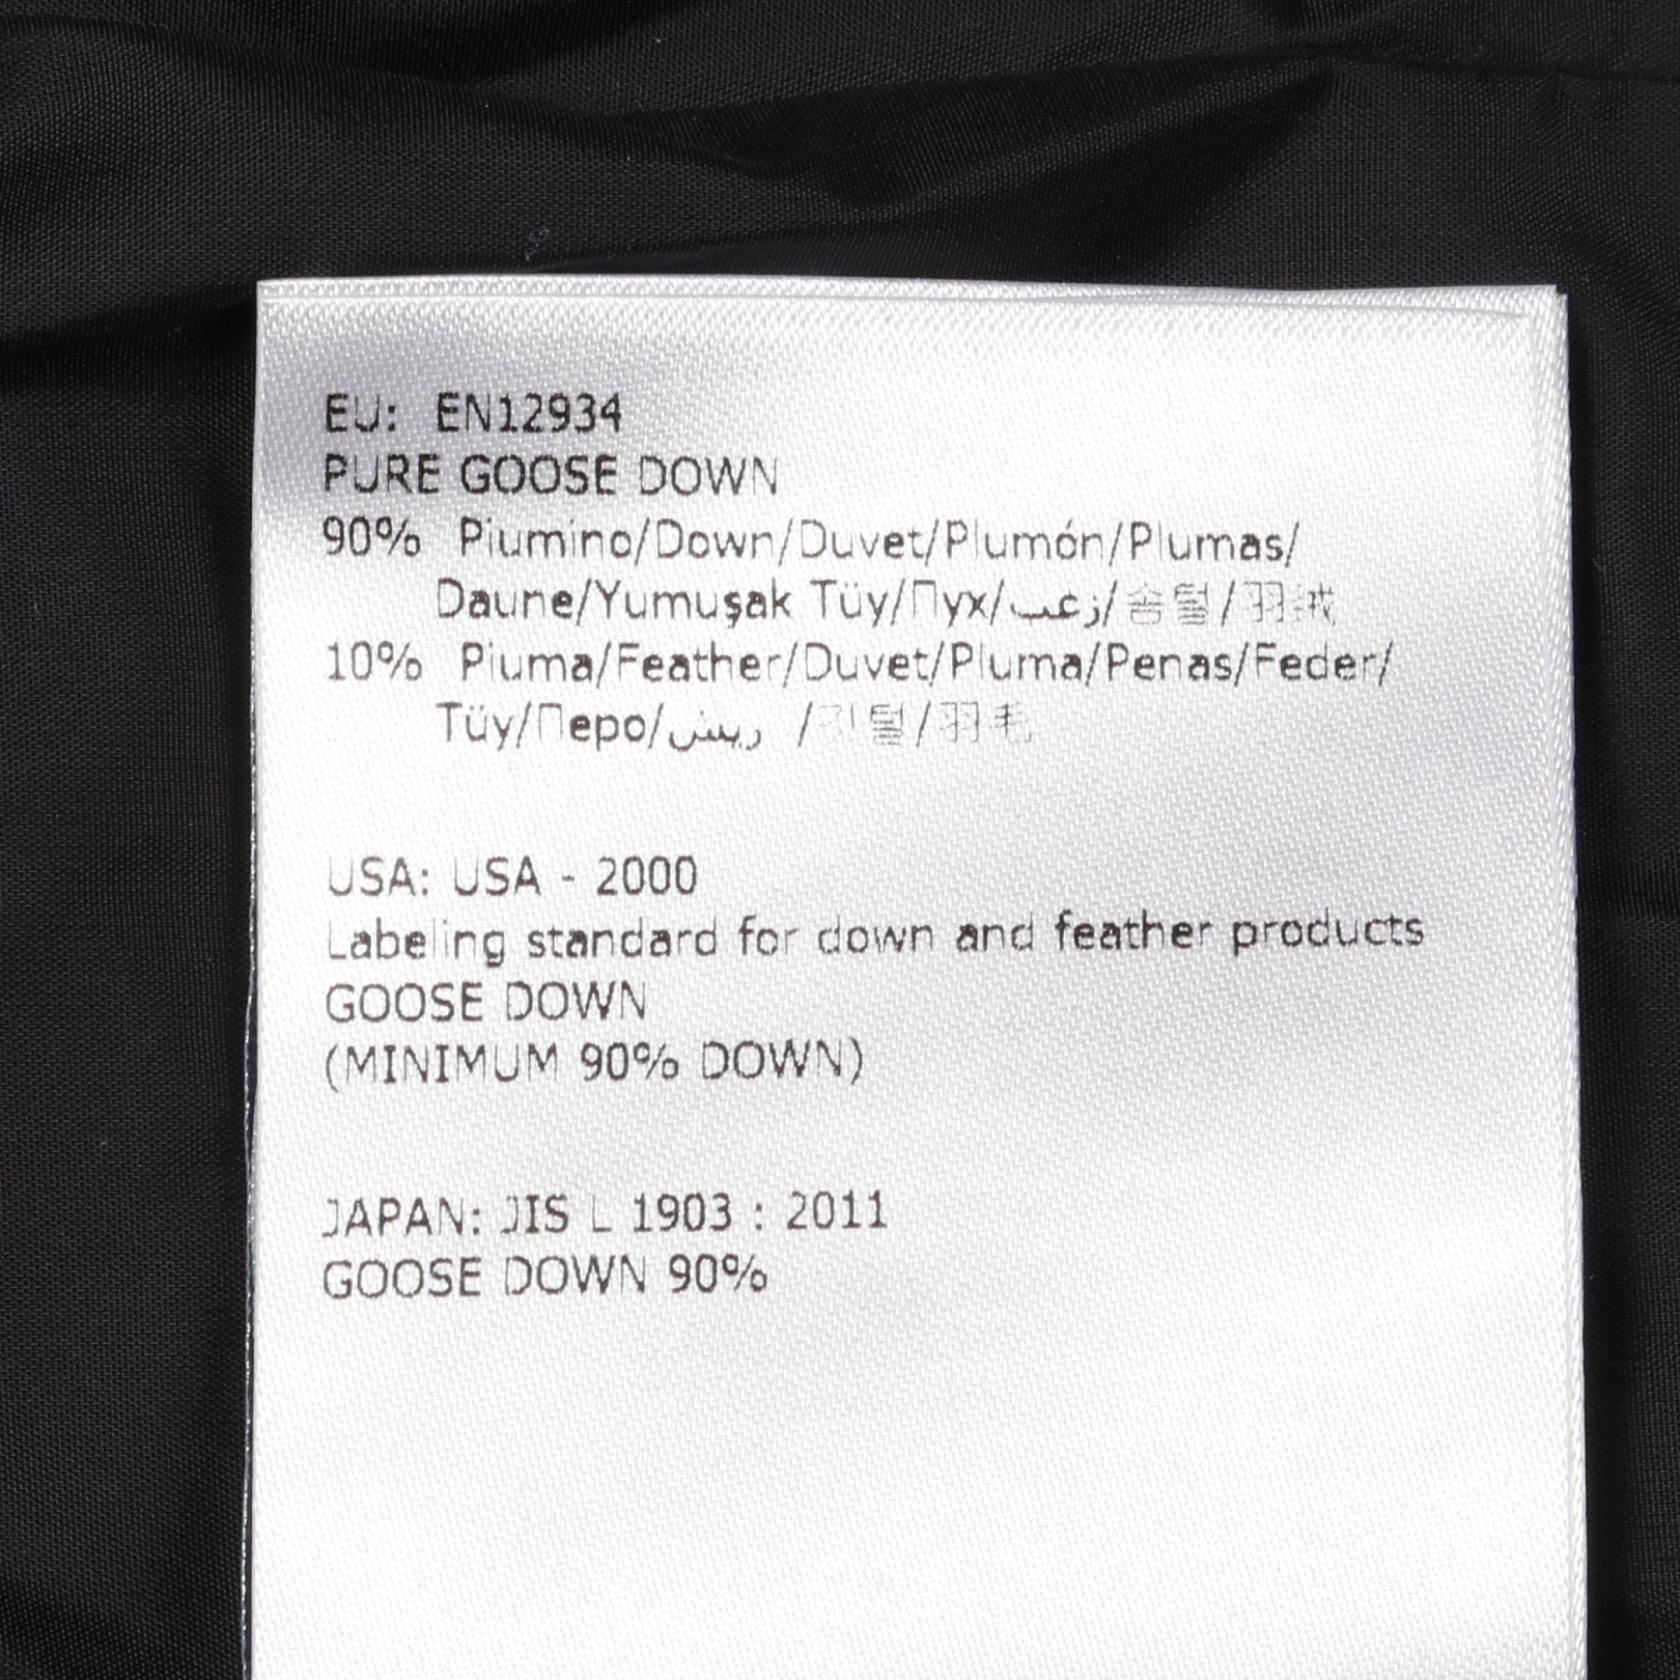 EU: EN12934
PURE GOOSE DOWN
90% Piumino/Down/Duvet/Plumón/Plumas/
Daune/Yumuşak Tüy/Пух/زغب/솜털/羽绒
10% Piuma/Feather/Duvet/Pluma/Penas/Feder/
Tüy/Перо/ريش /깃털/羽毛
USA: USA - 2000
Labeling standard for down and feather products
GOOSE DOWN
(MINIMUM 90% DOWN)
JAPAN: JIS L 1903 : 2011
GOOSE DOWN 90%